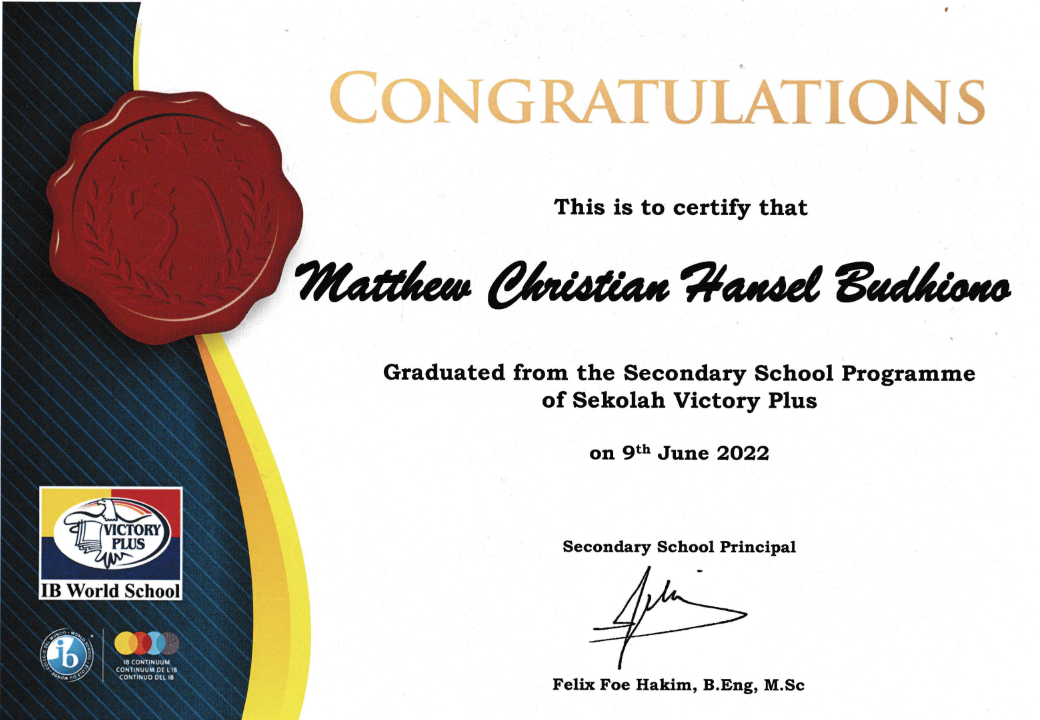 CONGRATULATIONS
This is to certify that
Matthew Christian Hansel Budhiono
Graduated from the Secondary School Programme
of Sekolah Victory Plus
on 9th June 2022
Secondary School Principal
Felix Foe Hakim, B.Eng, M.Sc
VICTORY
PLUS
IB World School
ib
IB CONTINUUM
CONTINUUM DE L'IB
CONTINUO DEL IB